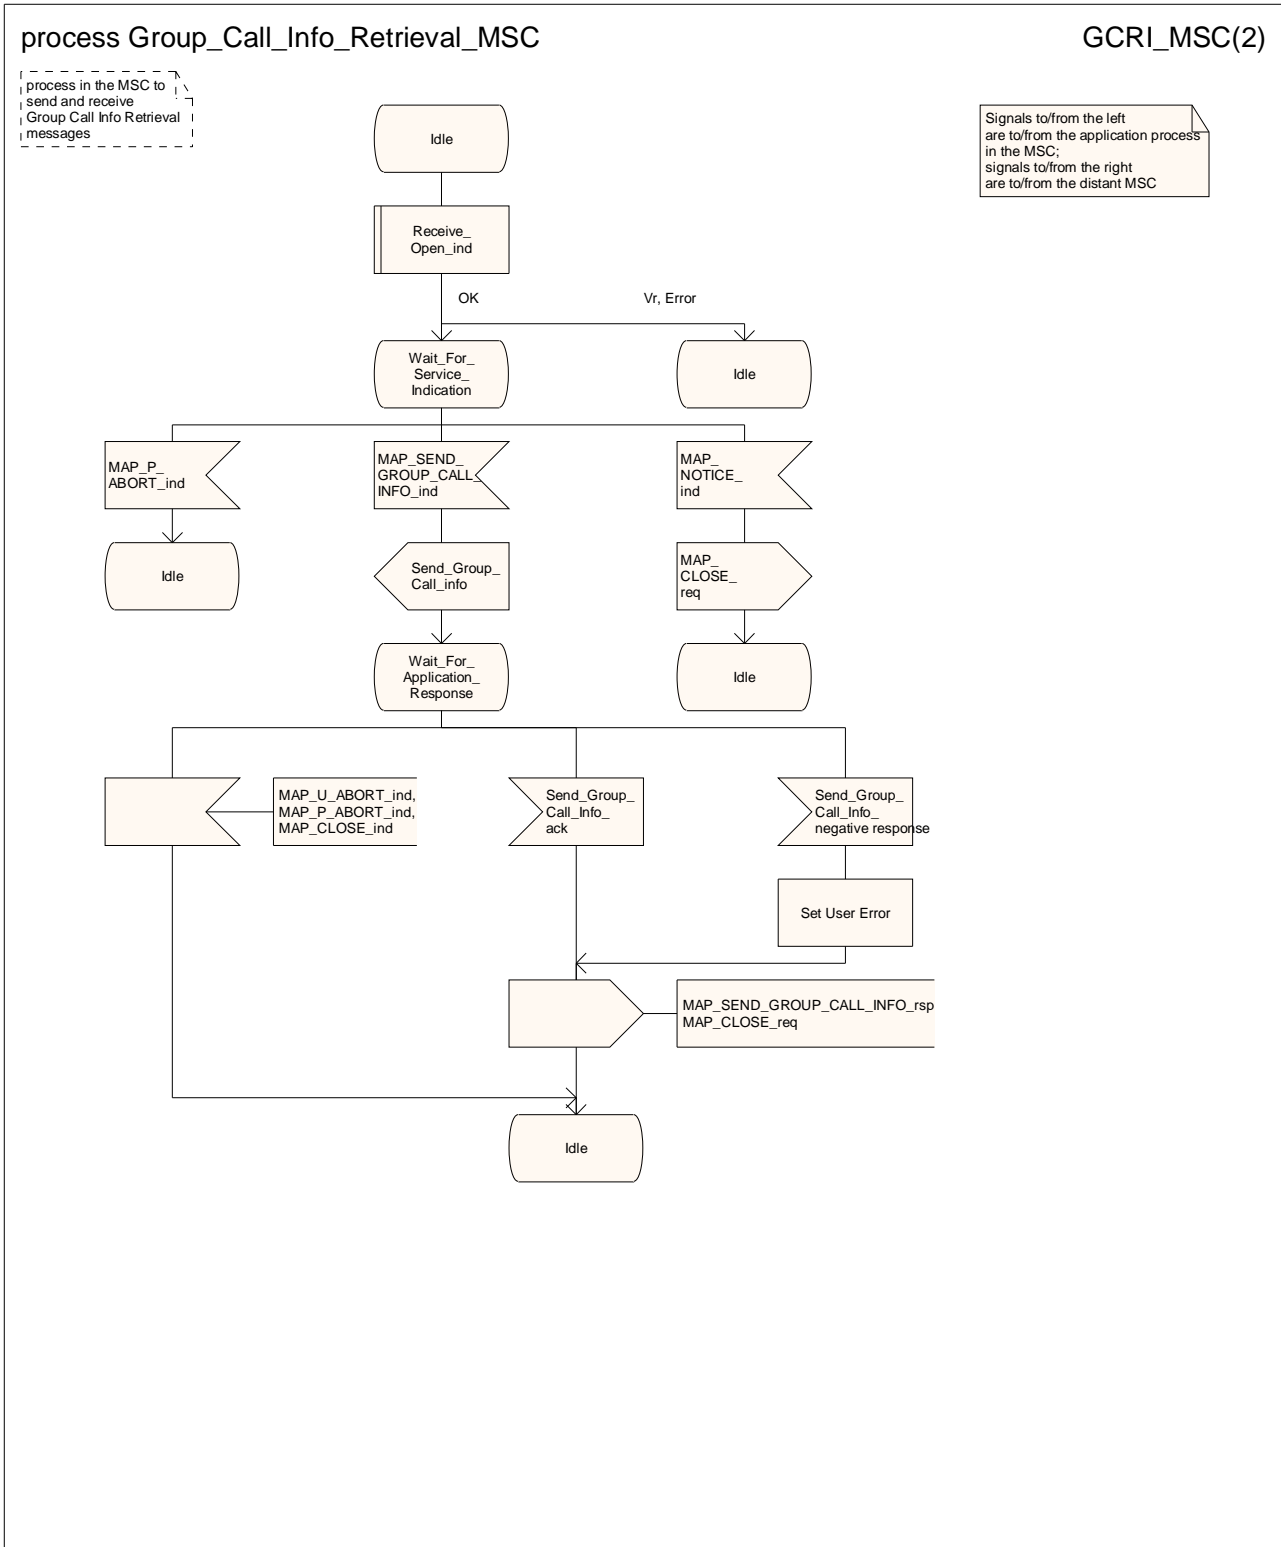 process Group_Call_Info_Retrieval_MSC
GCRI_MSC(2)
process in the MSC to
send and receive
Group Call Info Retrieval
messages
Signals to/from the left
are to/from the application process
in the MSC;
signals to/from the right
are to/from the distant MSC
Idle
Receive_
Open_ind
OK
Vr, Error
Wait_For_
Service_
Indication
Idle
MAP_P_
ABORT_ind
MAP_SEND_
GROUP_CALL_
INFO_ind
MAP_
NOTICE_
ind
Idle
Send_Group_
Call_info
MAP_
CLOSE_
req
Wait_For_
Application_
Response
Idle
MAP_U_ABORT_ind,
MAP_P_ABORT_ind,
MAP_CLOSE_ind
Send_Group_
Call_Info_
ack
Send_Group_
Call_Info_
negative response
Set User Error
MAP_SEND_GROUP_CALL_INFO_rsp
MAP_CLOSE_req
Idle